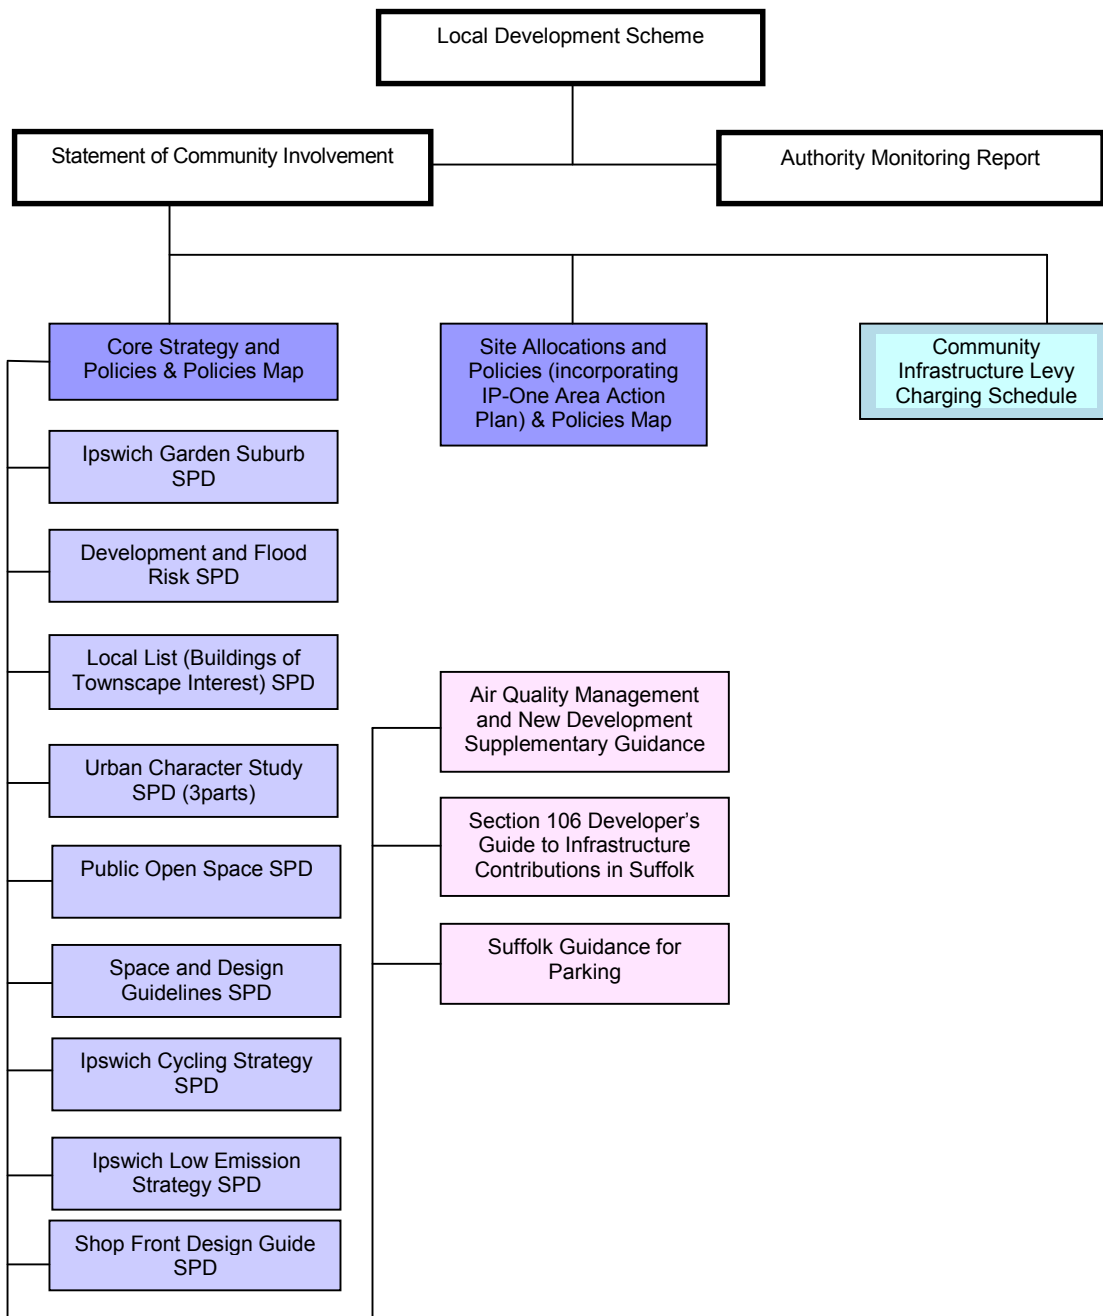 Local Development Scheme
Statement of Community Involvement
Authority Monitoring Report
Core Strategy and
Policies & Policies Map
Site Allocations and
Policies (incorporating
IP-One Area Action
Plan) & Policies Map
Community
Infrastructure Levy
Charging Schedule
Ipswich Garden Suburb
SPD
Development and Flood
Risk SPD
Local List (Buildings of
Townscape Interest) SPD
Urban Character Study
SPD (3parts)
Public Open Space SPD
Space and Design
Guidelines SPD
Ipswich Cycling Strategy
SPD
Ipswich Low Emission
Strategy SPD
Shop Front Design Guide
SPD
Air Quality Management
and New Development
Supplementary Guidance
Section 106 Developer’s
Guide to Infrastructure
Contributions in Suffolk
Suffolk Guidance for
Parking